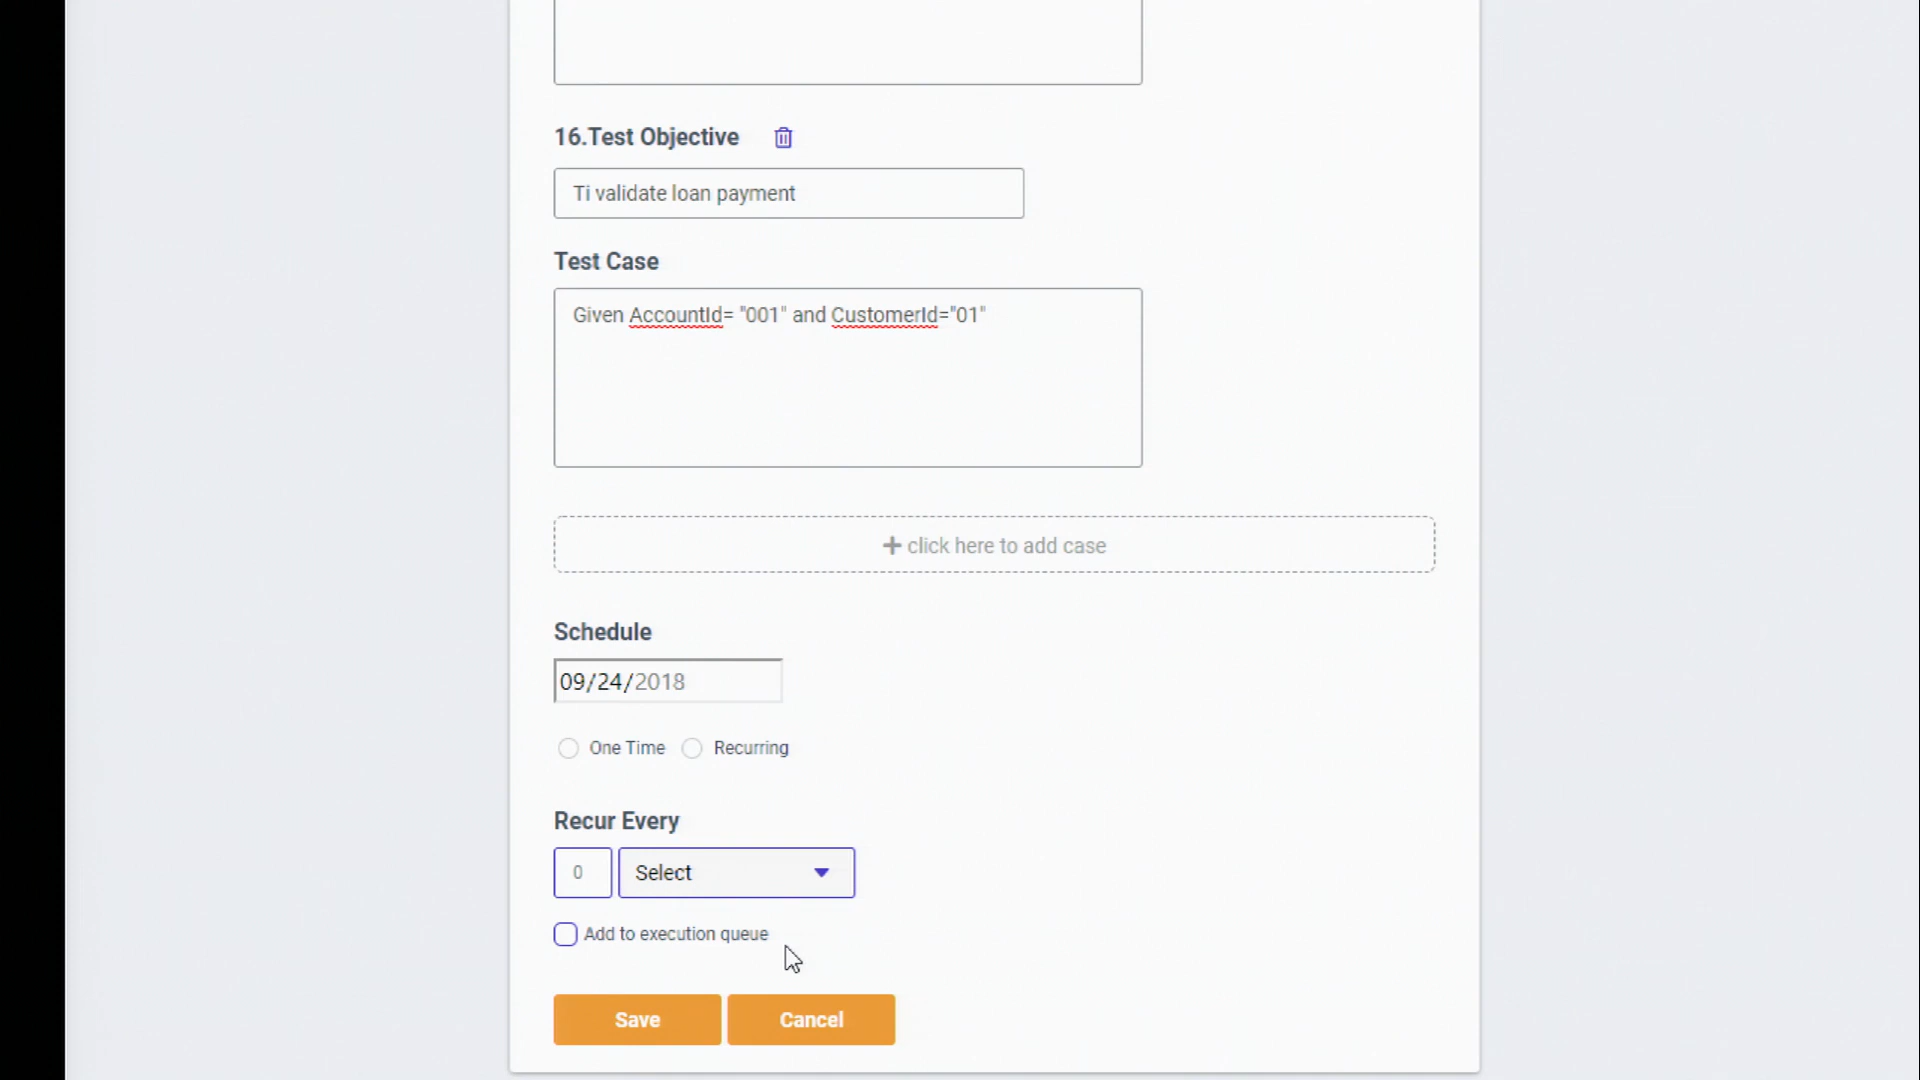 16.Test Objective
Ti validate loan payment
Test Case
Given AccountId= "001" and CustomerId="01"
+ click here to add case
Schedule
09/24/2018
One Time Recurring
Recur Every
0 Select
Add to execution queue
Save Cancel